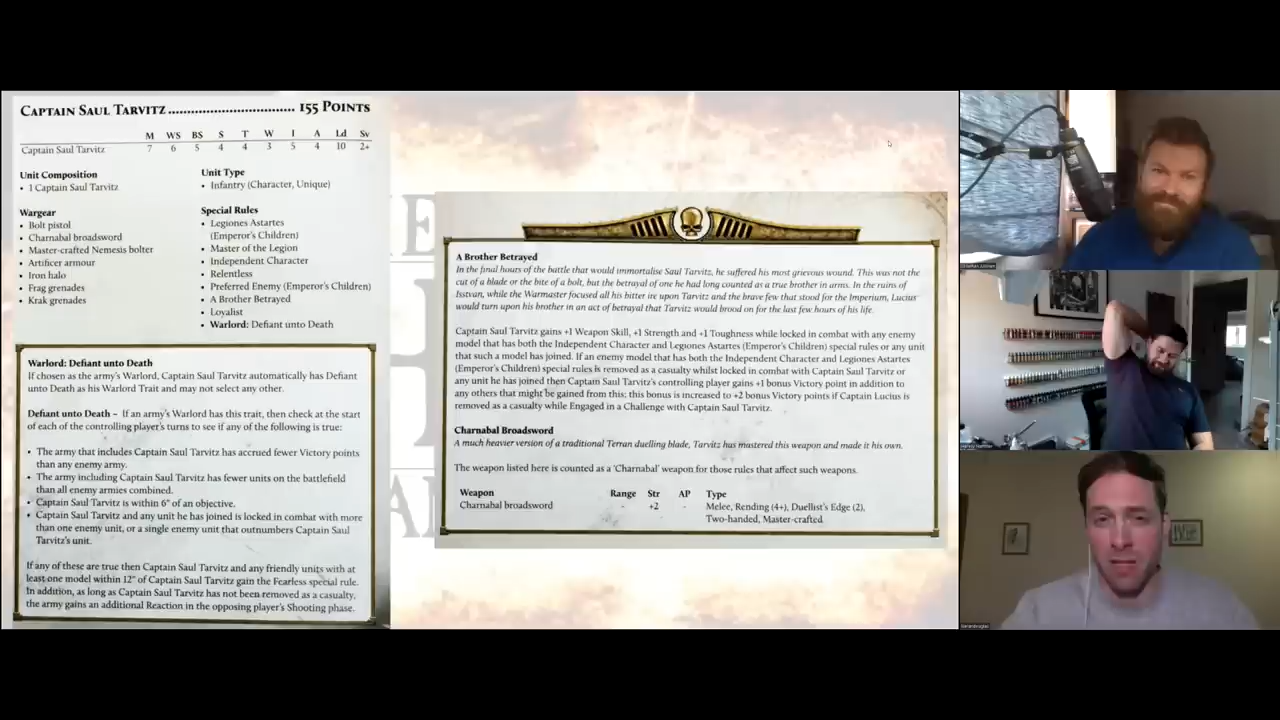 CAPTAIN SAUL TARVITZ ................................ 155 POINTS
M WS BS S T W I A Ld Sv
Captain Saul Tarvitz 7 6 5 4 4 3 5 4 10 2+
Unit Composition
• 1 Captain Saul Tarvitz
Wargear
• Bolt pistol
• Charnabal broadsword
• Master-crafted Nemesis bolter
• Artificer armour
• Iron halo
• Frag grenades
• Krak grenades
Unit Type
• Infantry (Character, Unique)
Special Rules
• Legiones Astartes
(Emperor's Children)
• Master of the Legion
• Independent Character
• Relentless
• Preferred Enemy (Emperor's Children)
• A Brother Betrayed
• Loyalist
• Warlord: Defiant unto Death
Warlord: Defiant unto Death
If chosen as the army's Warlord, Captain Saul Tarvitz automatically has Defiant
unto Death as his Warlord Trait and may not select any other.
Defiant unto Death – If an army's Warlord has this trait, then check at the start
of each of the controlling player's turns to see if any of the following is true:
• The army that includes Captain Saul Tarvitz has accrued fewer Victory points
than any enemy army.
• The army including Captain Saul Tarvitz has fewer units on the battlefield
than all enemy armies combined.
• Captain Saul Tarvitz is within 6" of an objective.
• Captain Saul Tarvitz and any unit he has joined is locked in combat with more
than one enemy unit, or a single enemy unit that outnumbers Captain Saul
Tarvitz's unit.
If any of these are true then Captain Saul Tarvitz and any friendly units with at
least one model within 12" of Captain Saul Tarvitz gain the Fearless special rule.
In addition, as long as Captain Saul Tarvitz has not been removed as a casualty,
the army gains an additional Reaction in the opposing player's Shooting phase.
A Brother Betrayed
In the final hours of the battle that would immortalise Saul Tarvitz, he suffered his most grievous wound. This was not the
cut of a blade or the bite of a bolt, but the betrayal of one he had long counted as a true brother in arms. In the ruins of
Isstvan, while the Warmaster focused all his bitter ire upon Tarvitz and the brave few that stood for the Imperium, Lucius
would turn upon his brother in an act of betrayal that Tarvitz would brood on for the last few hours of his life.
Captain Saul Tarvitz gains +1 Weapon Skill, +1 Strength and +1 Toughness while locked in combat with any enemy
model that has both the Independent Character and Legiones Astartes (Emperor's Children) special rules or any unit
that such a model has joined. If an enemy model that has both the Independent Character and Legiones Astartes
(Emperor's Children) special rules is removed as a casualty whilst locked in combat with Captain Saul Tarvitz or
any unit he has joined then Captain Saul Tarvitz's controlling player gains +1 bonus Victory point in addition to
any others that might be gained from this; this bonus is increased to +2 bonus Victory points if Captain Lucius is
removed as a casualty while Engaged in a Challenge with Captain Saul Tarvitz.
Charnabal Broadsword
A much heavier version of a traditional Terran duelling blade, Tarvitz has mastered this weapon and made it his own.
The weapon listed here is counted as a 'Charnabal' weapon for those rules that affect such weapons.
Weapon Range Str AP Type
Charnabal broadsword - +2 - Melee, Rending (4+), Duellist's Edge (2),
Two-handed, Master-crafted